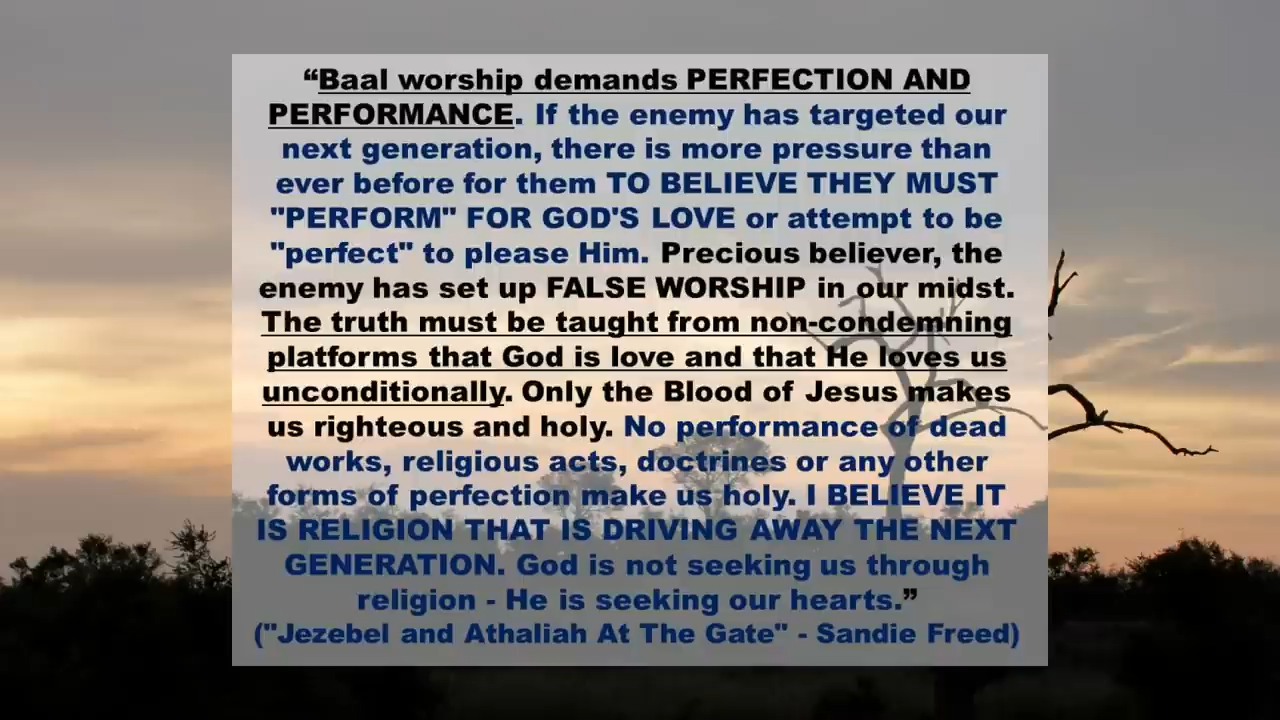 “Baal worship demands PERFECTION AND
PERFORMANCE. If the enemy has targeted our
next generation, there is more pressure than
ever before for them TO BELIEVE THEY MUST
"PERFORM" FOR GOD'S LOVE or attempt to be
"perfect" to please Him. Precious believer, the
enemy has set up FALSE WORSHIP in our midst.
The truth must be taught from non-condemning
platforms that God is love and that He loves us
unconditionally. Only the Blood of Jesus makes
us righteous and holy. No performance of dead
works, religious acts, doctrines or any other
forms of perfection make us holy. I BELIEVE IT
IS RELIGION THAT IS DRIVING AWAY THE NEXT
GENERATION. God is not seeking us through
religion - He is seeking our hearts.”
("Jezebel and Athaliah At The Gate" - Sandie Freed)